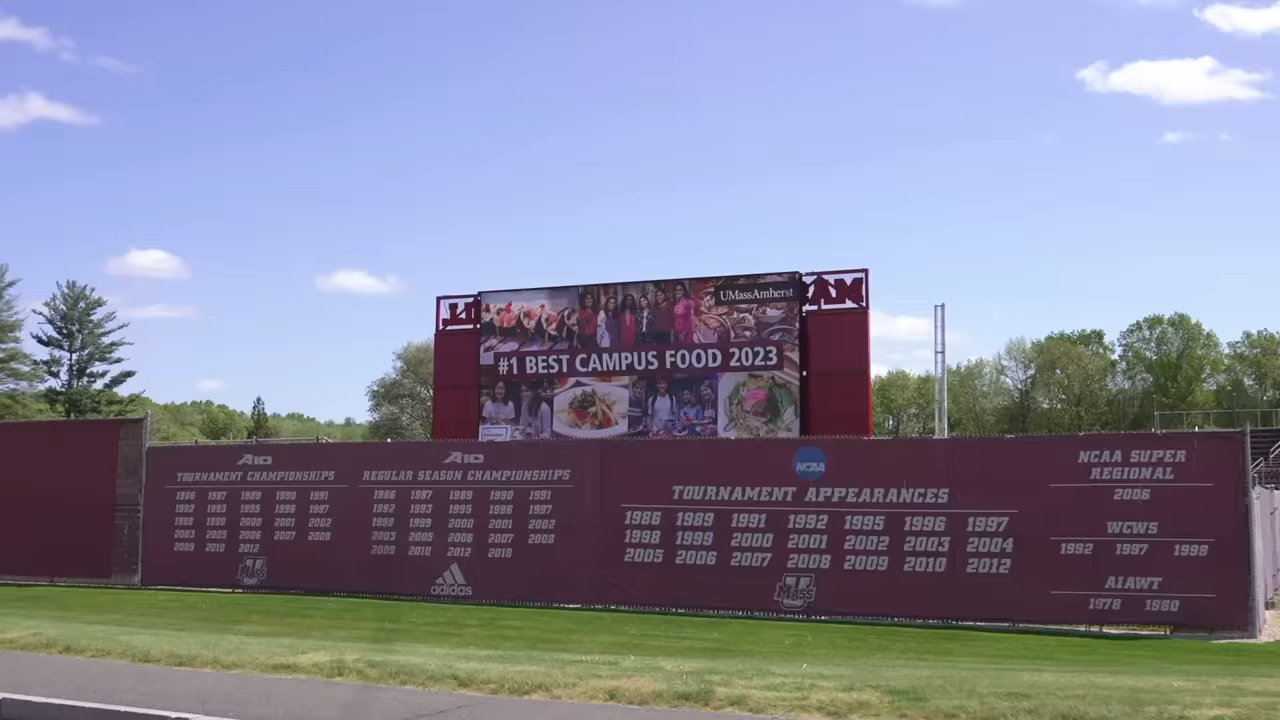 UMassAmherst
#1 BEST CAMPUS FOOD 2023
A10
TOURNAMENT CHAMPIONSHIPS
1986 1987 1989 1990 1991
1992 1993 1995 1996 1997
1998 1999 2000 2001 2002
2003 2005 2006 2007 2008
2009 2010 2012
U
MASS
A10
REGULAR SEASON CHAMPIONSHIPS
1986 1987 1989 1990 1991
1992 1993 1995 1996 1997
1998 1999 2000 2001 2002
2003 2005 2006 2007 2008
2009 2010 2012 2018
adidas
NCAA
TOURNAMENT APPEARANCES
1986 1989 1991 1992 1995 1996 1997
1998 1999 2000 2001 2002 2003 2004
2005 2006 2007 2008 2009 2010 2012
U
MASS
NCAA SUPER
REGIONAL
2006
WCWS
1992 1997 1998
AIAWT
1978 1980